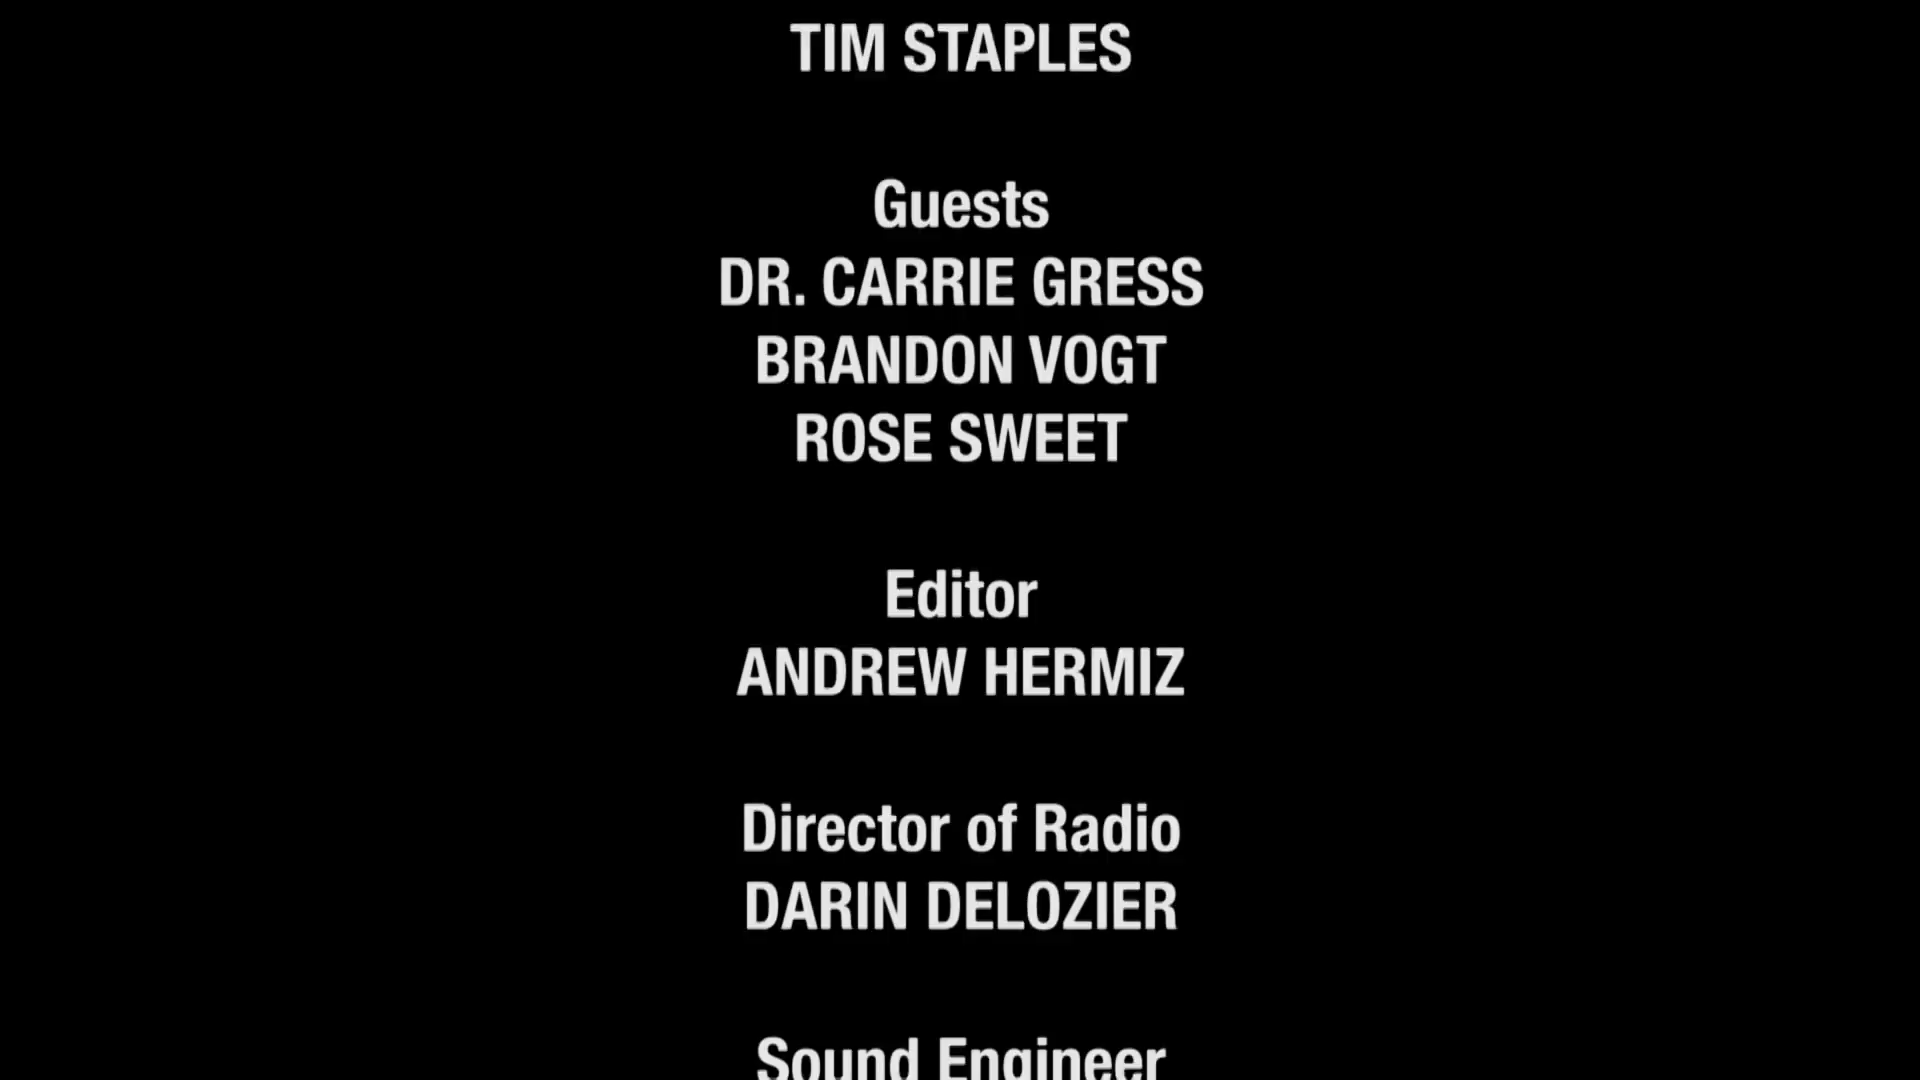 TIM STAPLES
Guests
DR. CARRIE GRESS
BRANDON VOGT
ROSE SWEET
Editor
ANDREW HERMIZ
Director of Radio
DARIN DELOZIER
Sound Engineer